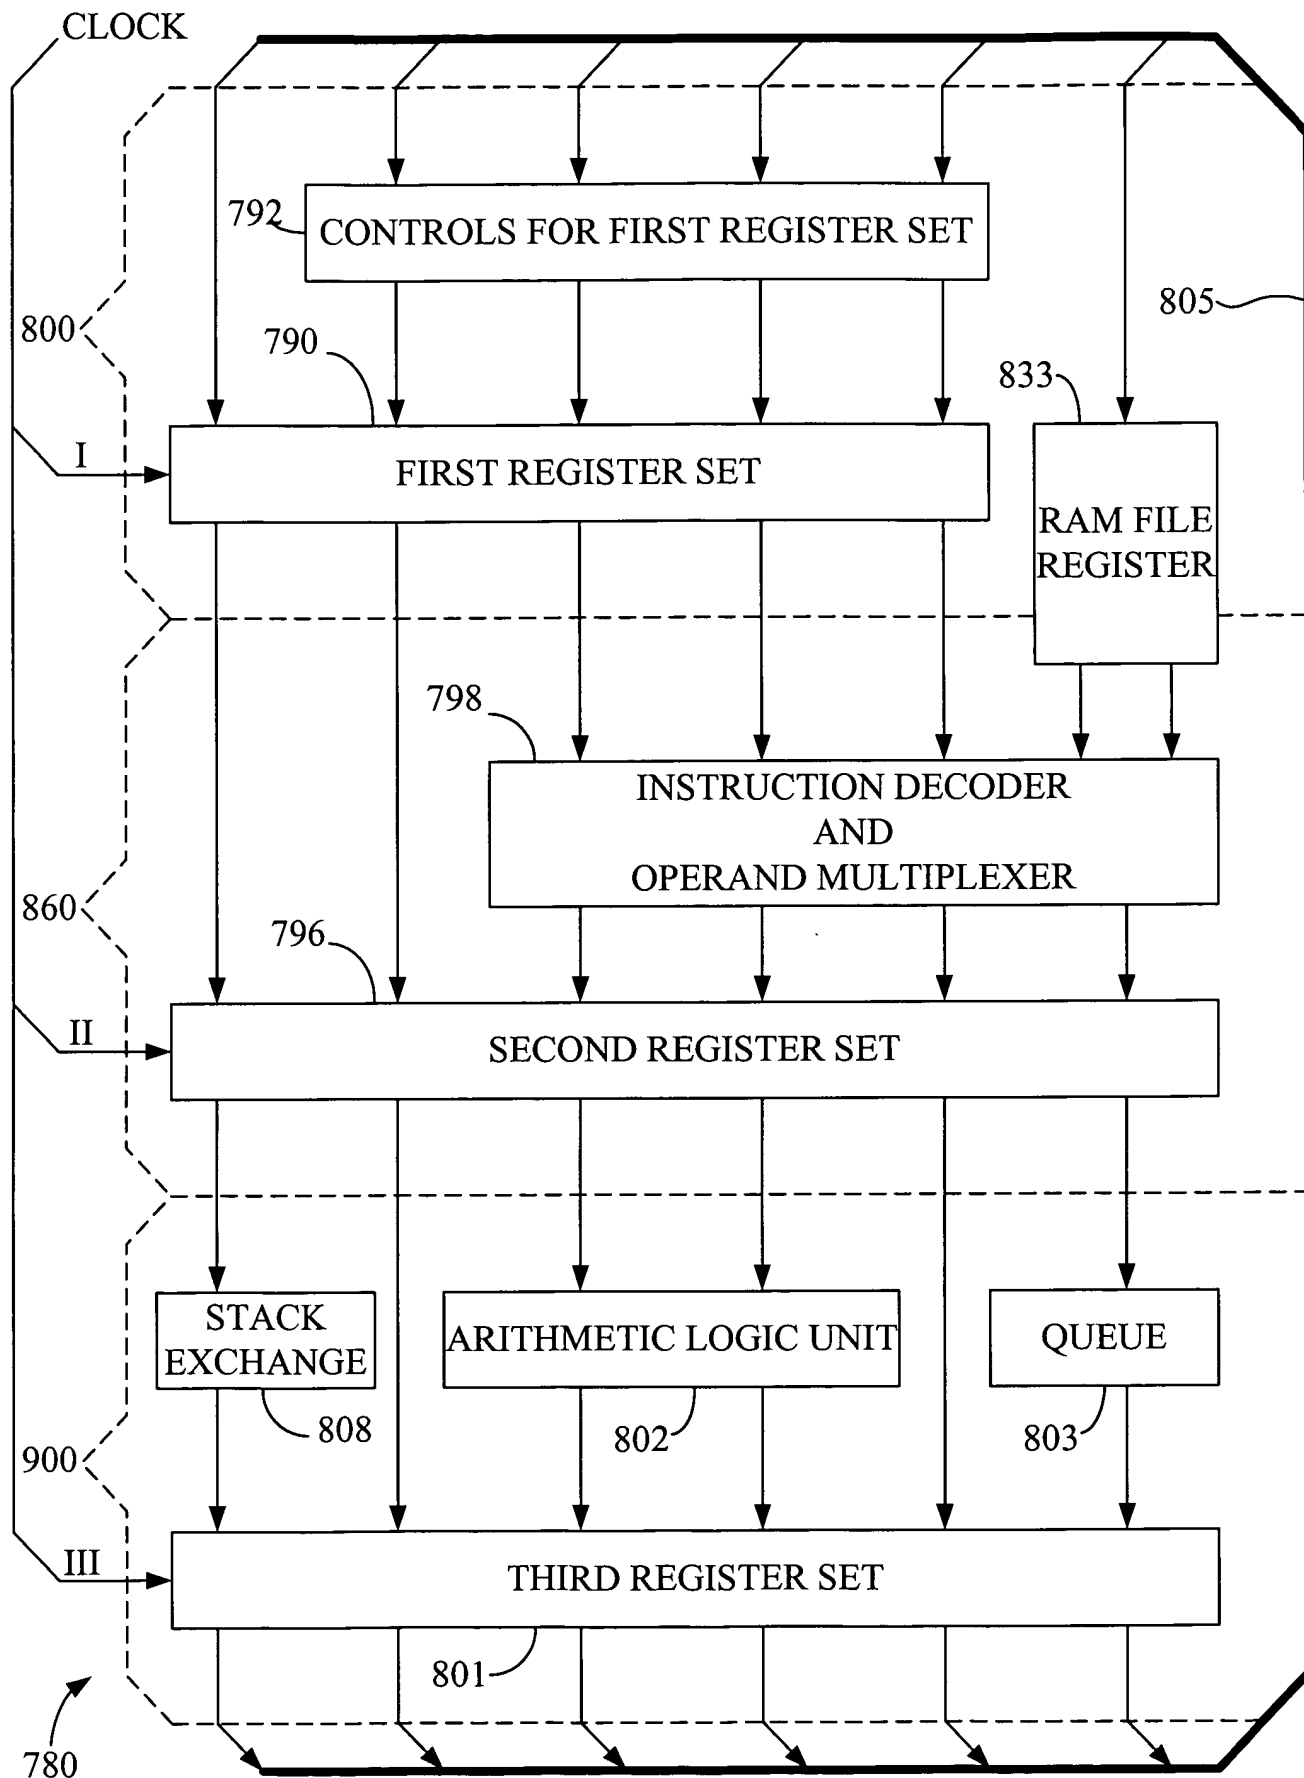 CLOCK
792
CONTROLS FOR FIRST REGISTER SET
805
800
790
833
I
FIRST REGISTER SET
RAM FILE
REGISTER
798
INSTRUCTION DECODER
AND
OPERAND MULTIPLEXER
860
796
II
SECOND REGISTER SET
STACK
EXCHANGE
ARITHMETIC LOGIC UNIT
QUEUE
808
802
803
900
III
THIRD REGISTER SET
801
780